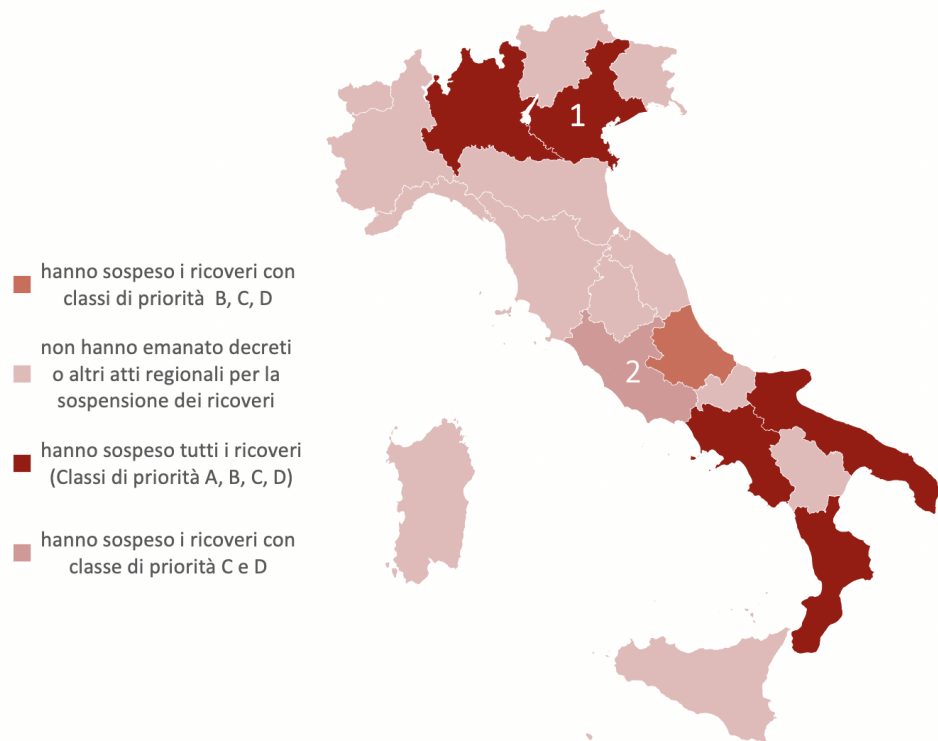 1
hanno sospeso i ricoveri con
classi di priorità B, C, D
non hanno emanato decreti
o altri atti regionali per la
sospensione dei ricoveri
2
hanno sospeso tutti i ricoveri
(Classi di priorità A, B, C, D)
hanno sospeso i ricoveri con
classe di priorità C e D